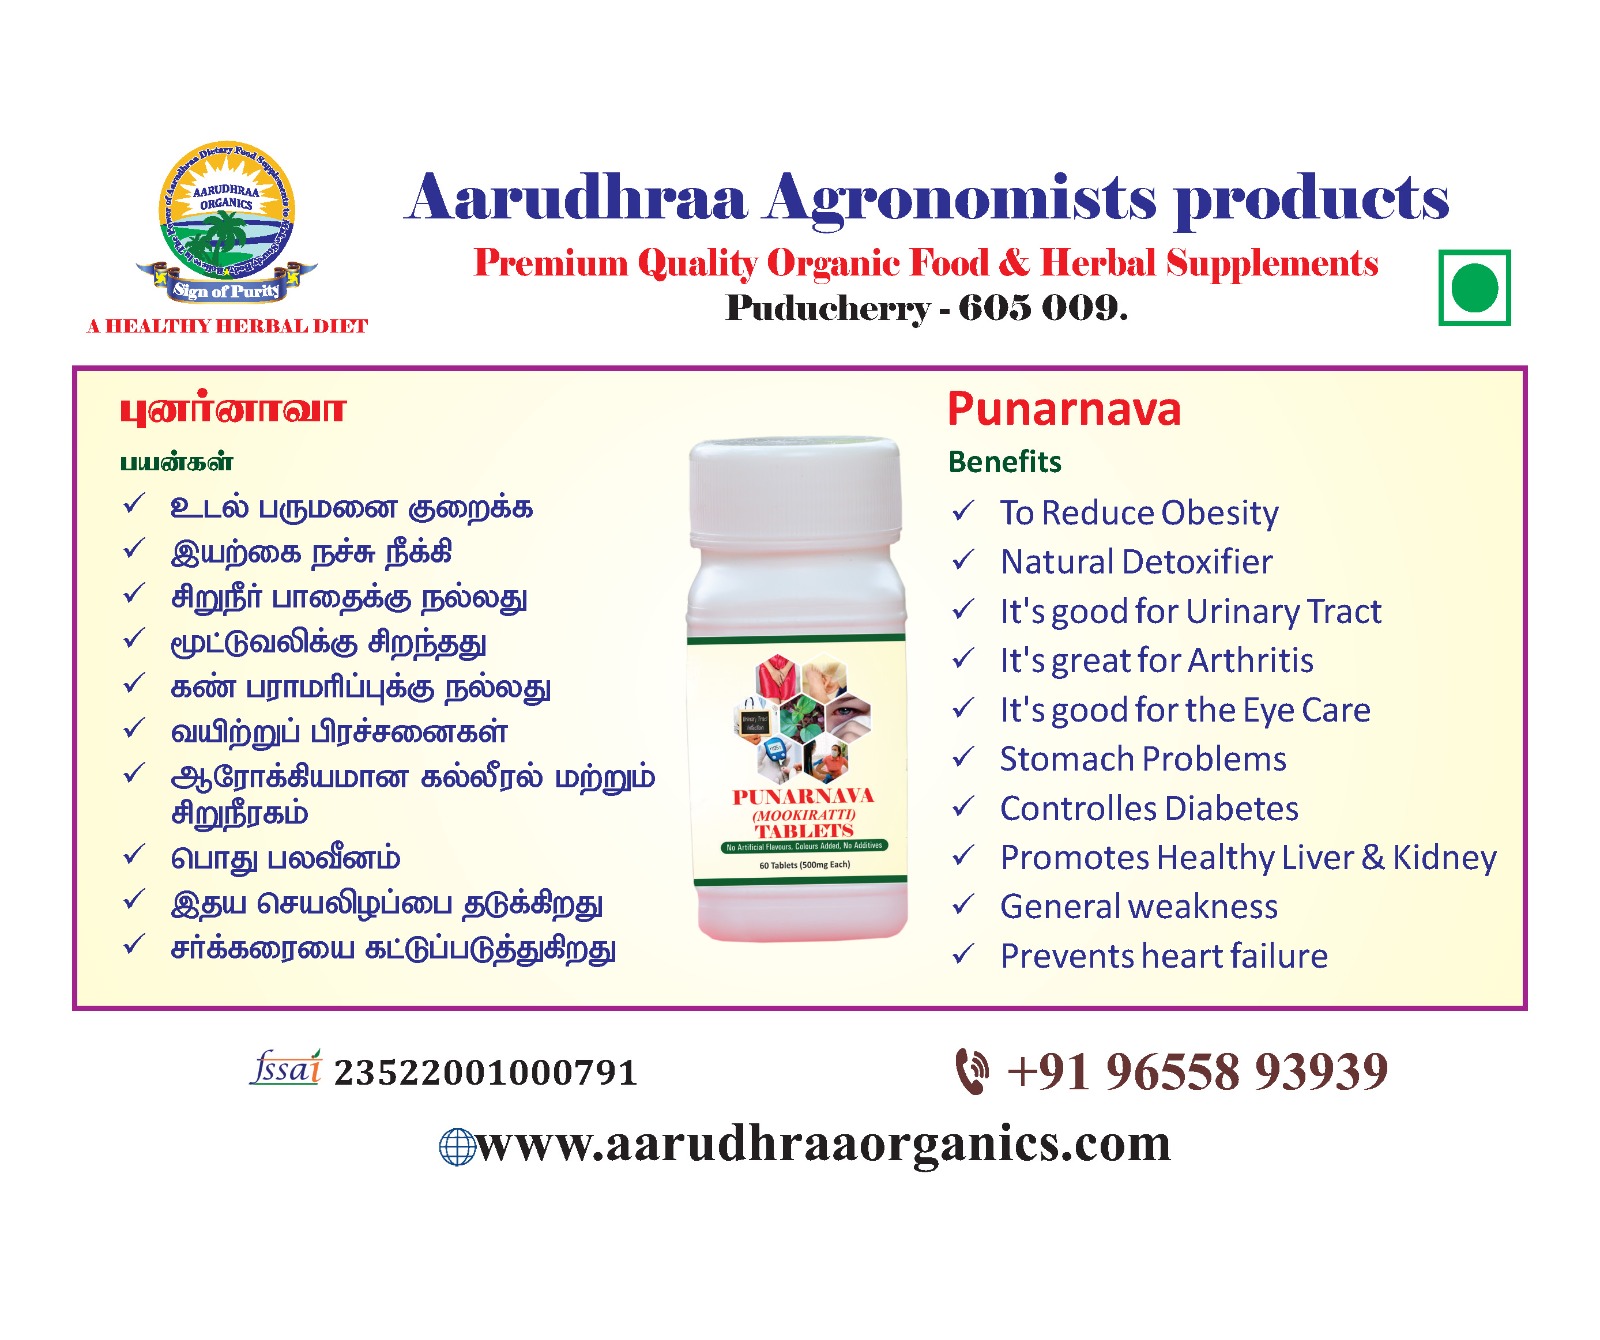 AARUDHRAA
ORGANICS
Sign of Purity
A HEALTHY HERBAL DIET
Aarudhraa Agronomists products
Premium Quality Organic Food & Herbal Supplements
Puducherry - 605 009.
புனர்னாவா
பயன்கள்
✓ உடல் பருமனை குறைக்க
✓ இயற்கை நச்சு நீக்கி
✓ சிறுநீர் பாதைக்கு நல்லது
✓ மூட்டுவலிக்கு சிறந்தது
✓ கண் பராமரிப்புக்கு நல்லது
✓ வயிற்றுப் பிரச்சனைகள்
✓ ஆரோக்கியமான கல்லீரல் மற்றும்
சிறுநீரகம்
✓ பொது பலவீனம்
✓ இதய செயலிழப்பை தடுக்கிறது
✓ சர்க்கரையை கட்டுப்படுத்துகிறது
Urinary Tract
Infection
PUNARNAVA
(MOOKIRATTI)
TABLETS
No Artificial Flavours, Colours Added, No Additives
60 Tablets (500mg Each)
Punarnava
Benefits
✓ To Reduce Obesity
✓ Natural Detoxifier
✓ It's good for Urinary Tract
✓ It's great for Arthritis
✓ It's good for the Eye Care
✓ Stomach Problems
✓ Controlles Diabetes
✓ Promotes Healthy Liver & Kidney
✓ General weakness
✓ Prevents heart failure
fssai 23522001000791
+91 96558 93939
www.aarudhraaorganics.com